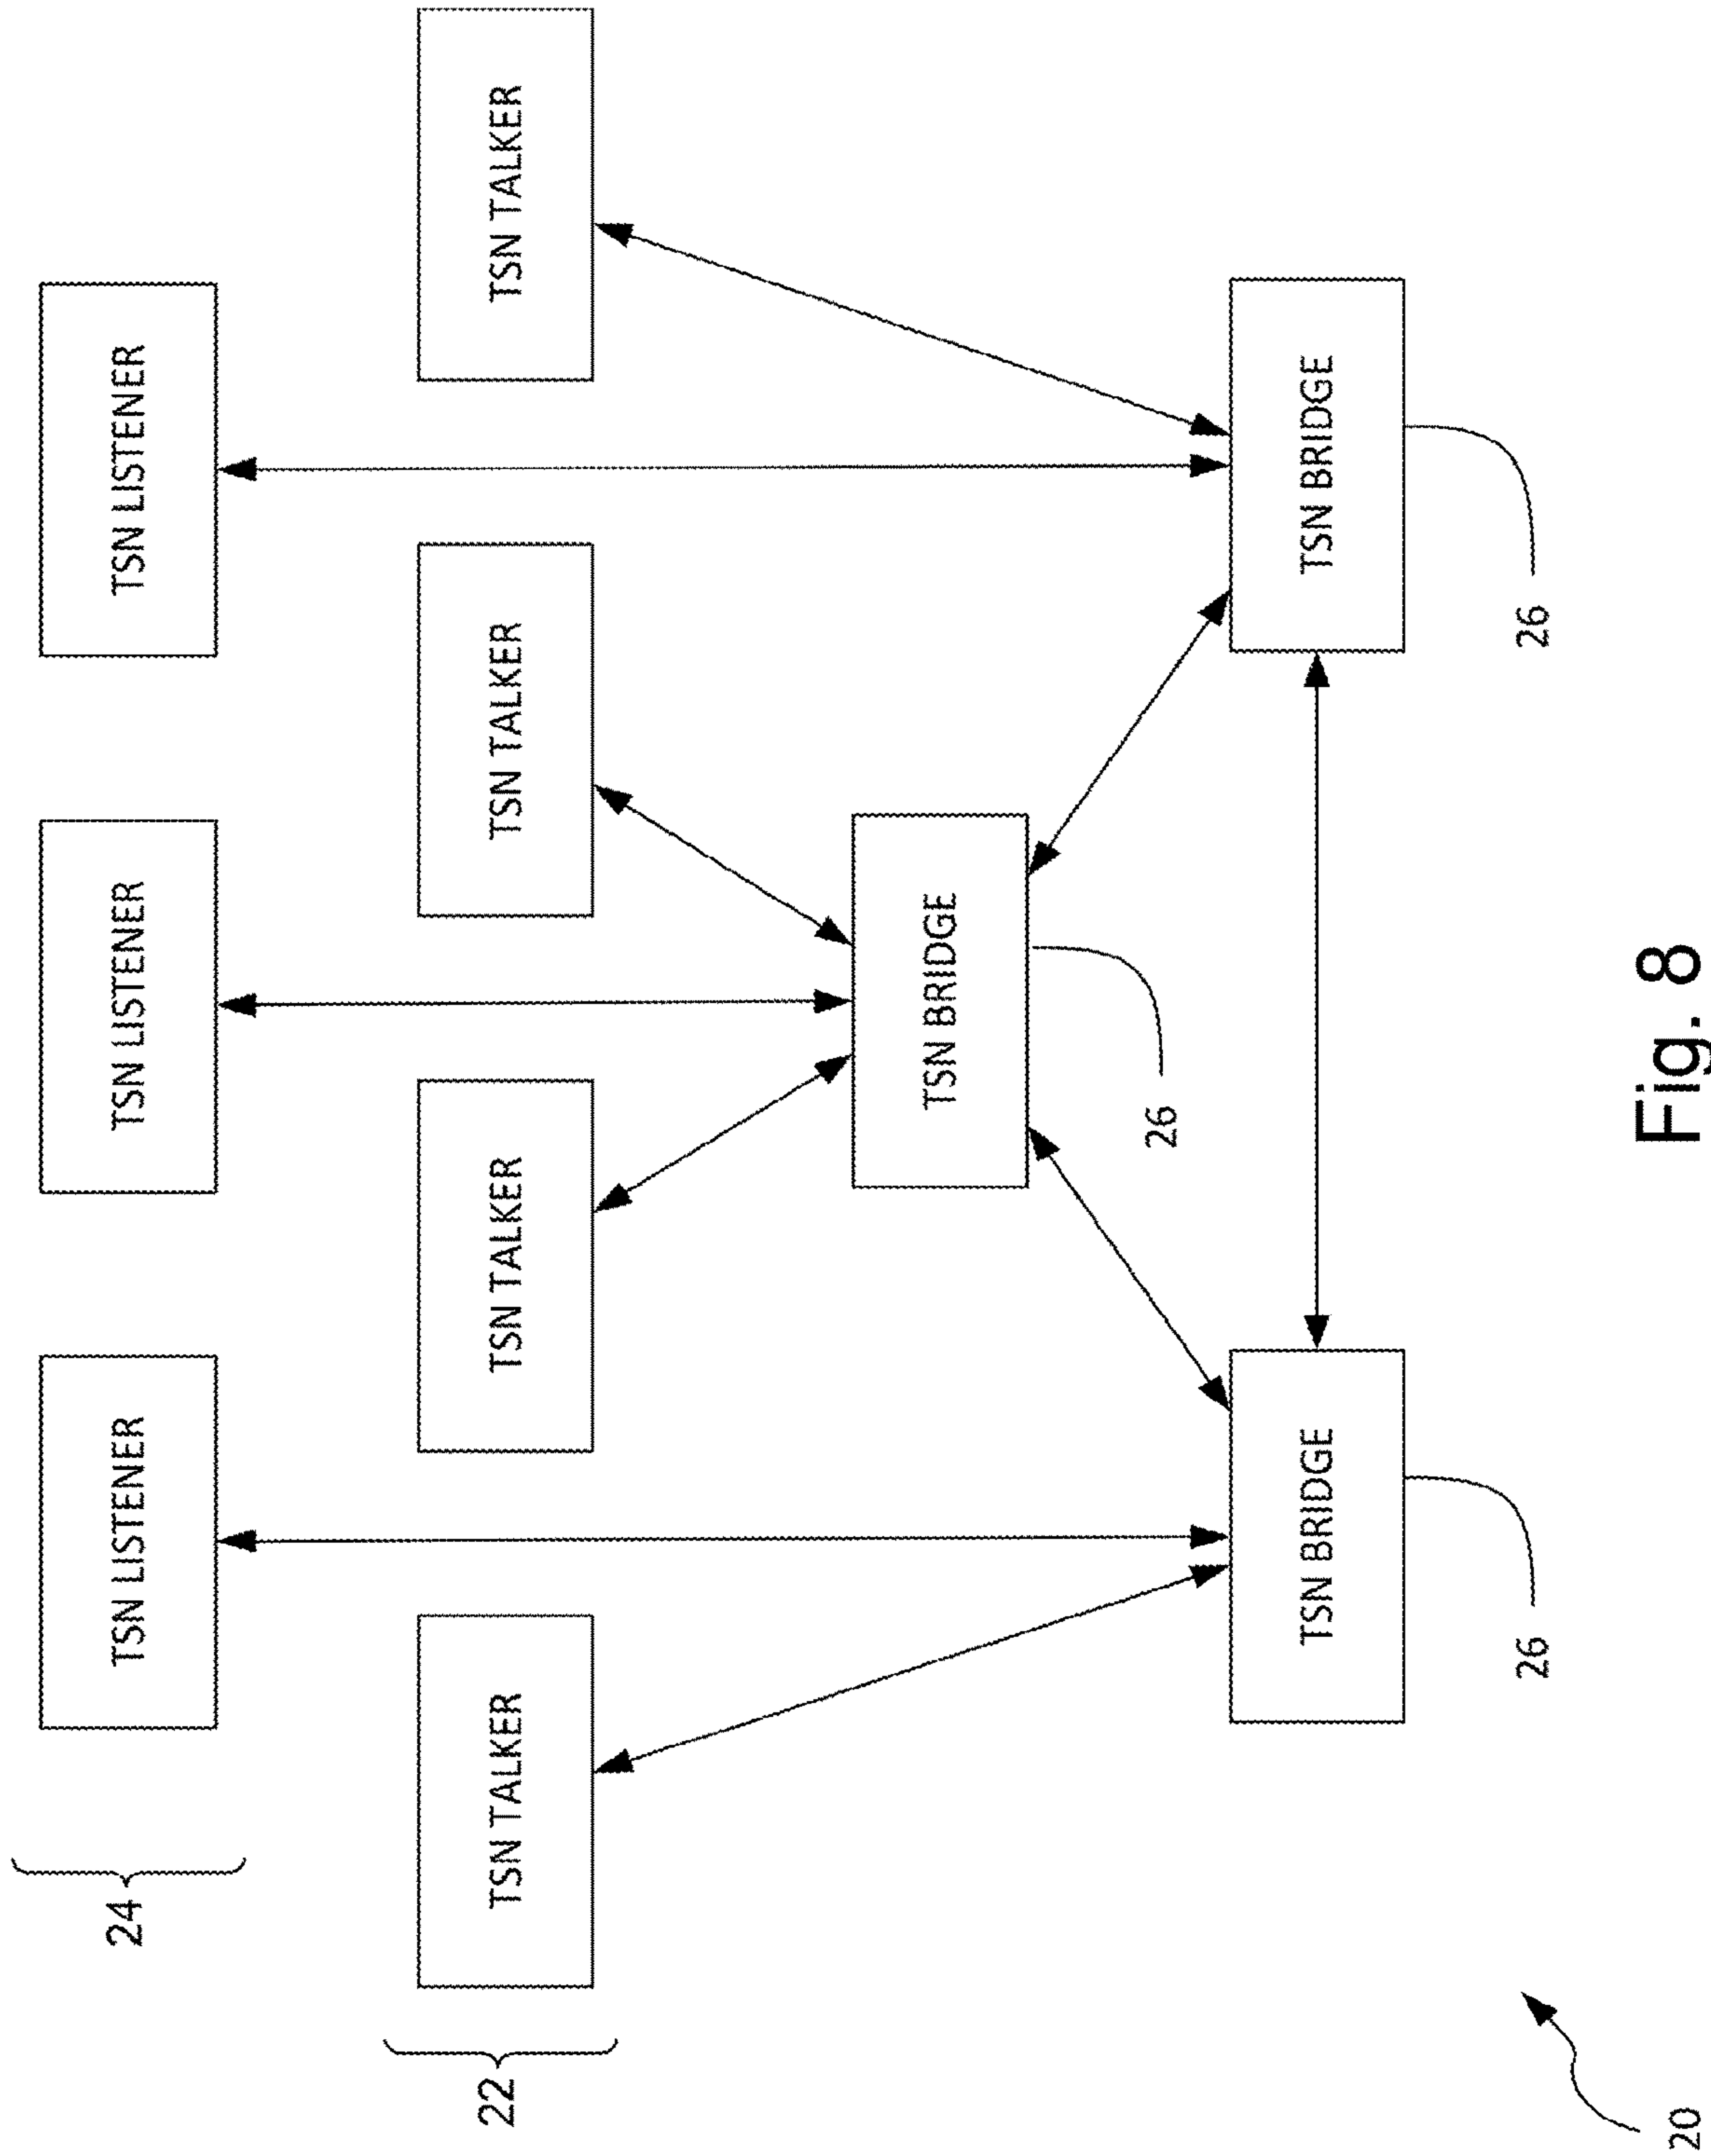 24
TSN LISTENER
TSN LISTENER
TSN LISTENER
22
TSN TALKER
TSN TALKER
TSN TALKER
TSN TALKER
TSN BRIDGE
26
TSN BRIDGE
TSN BRIDGE
26
26
20
Fig. 8